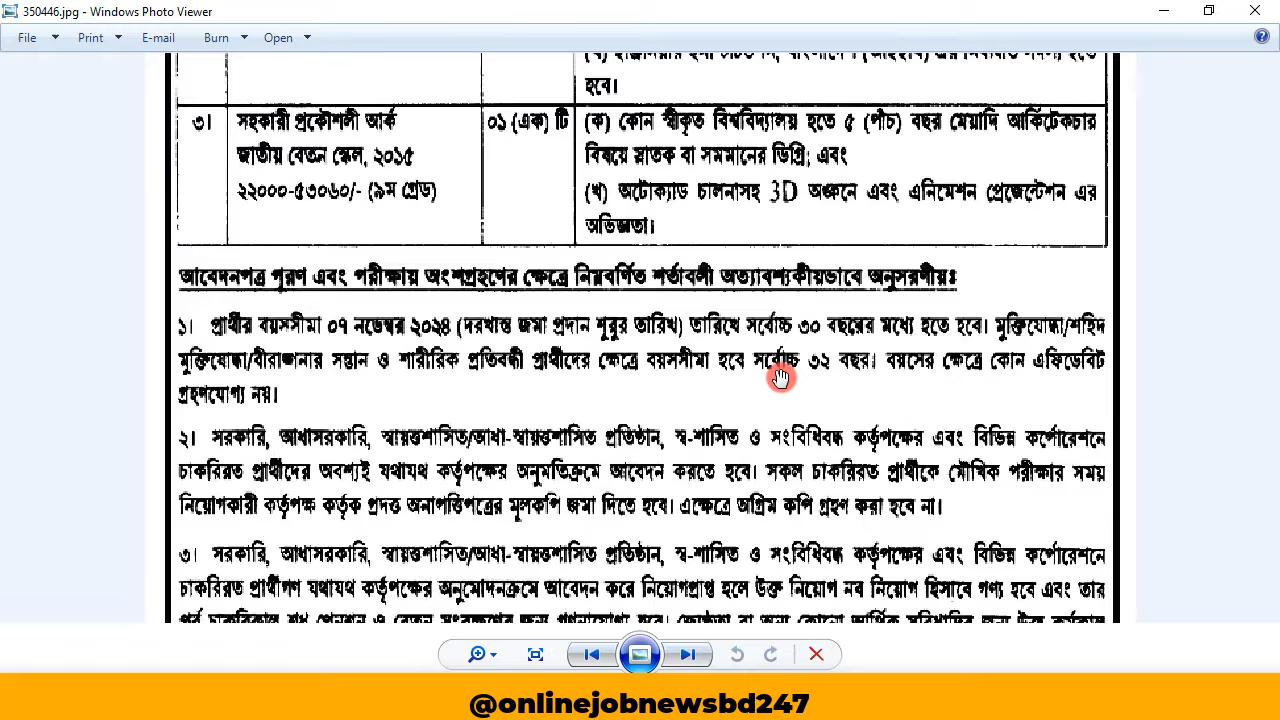 350446.jpg - Windows Photo Viewer
File Print E-mail Burn Open
হবে।
৩। সহকারী প্রকৌশলী আর্ক ০১ (এক) টি (ক) কোন স্বীকৃত বিশ্ববিদ্যালয় হতে ৫ (পাঁচ) বছর মেয়াদি আর্কিটেকচার
জাতীয় বেতন স্কেল, ২০১৫ বিষয়ে স্নাতক বা সমমানের ডিগ্রি; এবং
২২০০০-৫৩০৬০/- (৯ম গ্রেড) (খ) অটোক্যাড চালনাসহ 3D অঙ্কনে এবং এনিমেশন প্রেজেন্টেশন এর
অভিজ্ঞতা।
আবেদনপত্র পূরণ এবং পরীক্ষায় অংশগ্রহণের ক্ষেত্রে নিম্নবর্ণিত শর্তাবলী অত্যাবশ্যকীয়ভাবে অনুসরণীয়ঃ
১। প্রার্থীর বয়সসীমা ০৭ নভেম্বর ২০২৪ (দরখাস্ত জমা প্রদান শুরুর তারিখ) তারিখে সর্বোচ্চ ৩০ বছরের মধ্যে হতে হবে। মুক্তিযোদ্ধা/শহিদ
মুক্তিযোদ্ধা/বীরাঙ্গনার সন্তান ও শারীরিক প্রতিবন্ধী প্রার্থীদের ক্ষেত্রে বয়সসীমা হবে সর্বোচ্চ ৩২ বছর। বয়সের ক্ষেত্রে কোন এফিডেবিট
গ্রহণযোগ্য নয়।
২। সরকারি, আধাসরকারি, স্বায়ত্তশাসিত/আধা-স্বায়ত্তশাসিত প্রতিষ্ঠান, স্ব-শাসিত ও সংবিধিবদ্ধ কর্তৃপক্ষের এবং বিভিন্ন কর্পোরেশনে
চাকরিরত প্রার্থীদের অবশ্যই যথাযথ কর্তৃপক্ষের অনুমতিক্রমে আবেদন করতে হবে। সকল চাকরিরত প্রার্থীকে মৌখিক পরীক্ষার সময়
নিয়োগকারী কর্তৃপক্ষ কর্তৃক প্রদত্ত অনাপত্তিপত্রের মূলকপি জমা দিতে হবে। এক্ষেত্রে অগ্রিম কপি গ্রহণ করা হবে না।
৩। সরকারি, আধাসরকারি, স্বায়ত্তশাসিত/আধা-স্বায়ত্তশাসিত প্রতিষ্ঠান, স্ব-শাসিত ও সংবিধিবদ্ধ কর্তৃপক্ষের এবং বিভিন্ন কর্পোরেশনে
চাকরিরত প্রার্থীগণ যথাযথ কর্তৃপক্ষের অনুমোদনক্রমে আবেদন করে নিয়োগপ্রাপ্ত হলে উক্ত নিয়োগ নব নিয়োগ হিসাবে গণ্য হবে এবং তার
@onlinejobnewsbd247